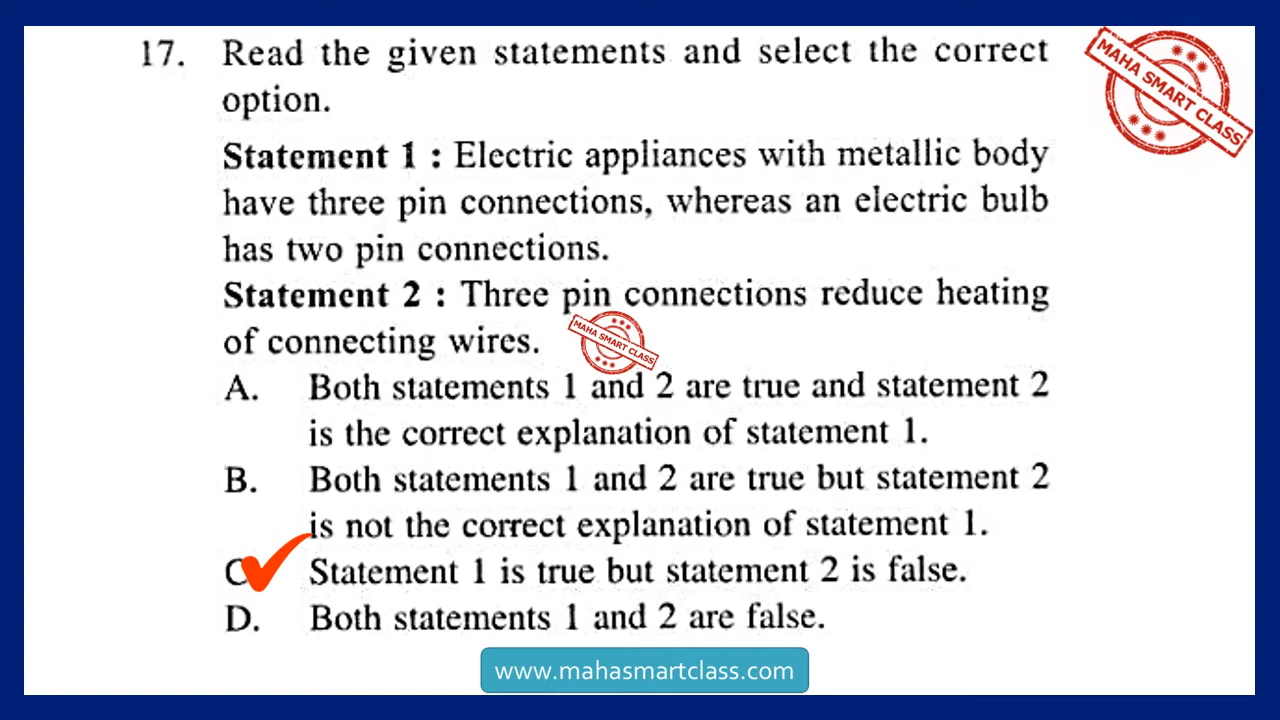 17. Read the given statements and select the correct
option.
MAHA SMART CLASS
Statement 1 : Electric appliances with metallic body
have three pin connections, whereas an electric bulb
has two pin connections.
Statement 2 : Three pin connections reduce heating
of connecting wires.
MAHA SMART CLASS
A. Both statements 1 and 2 are true and statement 2
is the correct explanation of statement 1.
B. Both statements 1 and 2 are true but statement 2
is not the correct explanation of statement 1.
C Statement 1 is true but statement 2 is false.
D. Both statements 1 and 2 are false.
www.mahasmartclass.com